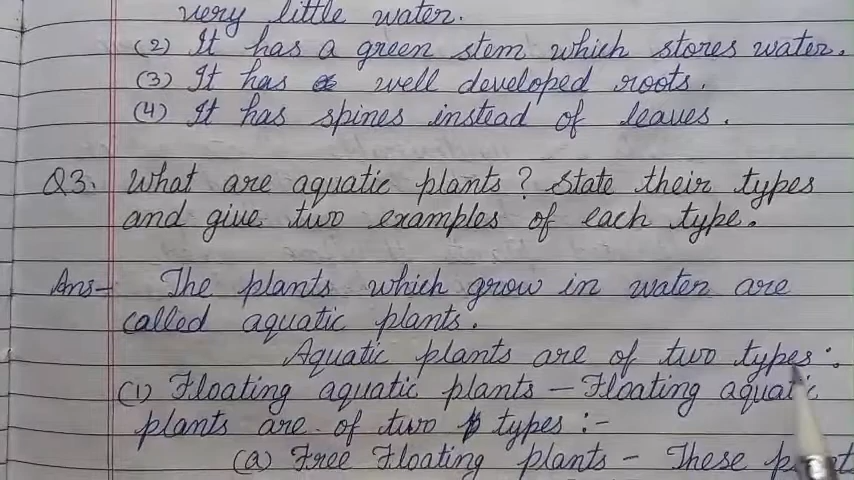 very little water.
(2) It has a green stem which stores water.
(3) It has well developed roots.
(4) It has spines instead of leaves.
Q3. What are aquatic plants? State their types
and give two examples of each type.
Ans- The plants which grow in water are
called aquatic plants.
Aquatic plants are of two types:
(1) Floating aquatic plants - Floating aquatic
plants are of two types :-
(a) Free Floating plants - These